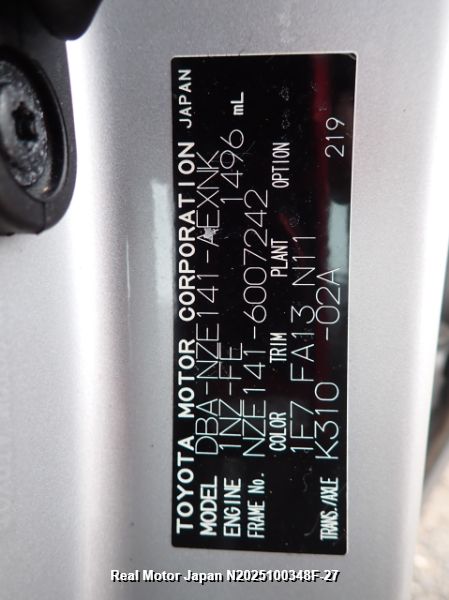 TOYOTA MOTOR CORPORATION JAPAN
MODEL DBA-NZE141-AEXNK
ENGINE 1NZ-FE 1496 mL
FRAME No. NZE141-6007242
COLOR TRIM PLANT OPTION
1F7 FA13 N11 219
TRANS./AXLE K310 -02A
Real Motor Japan N2025100348F-27